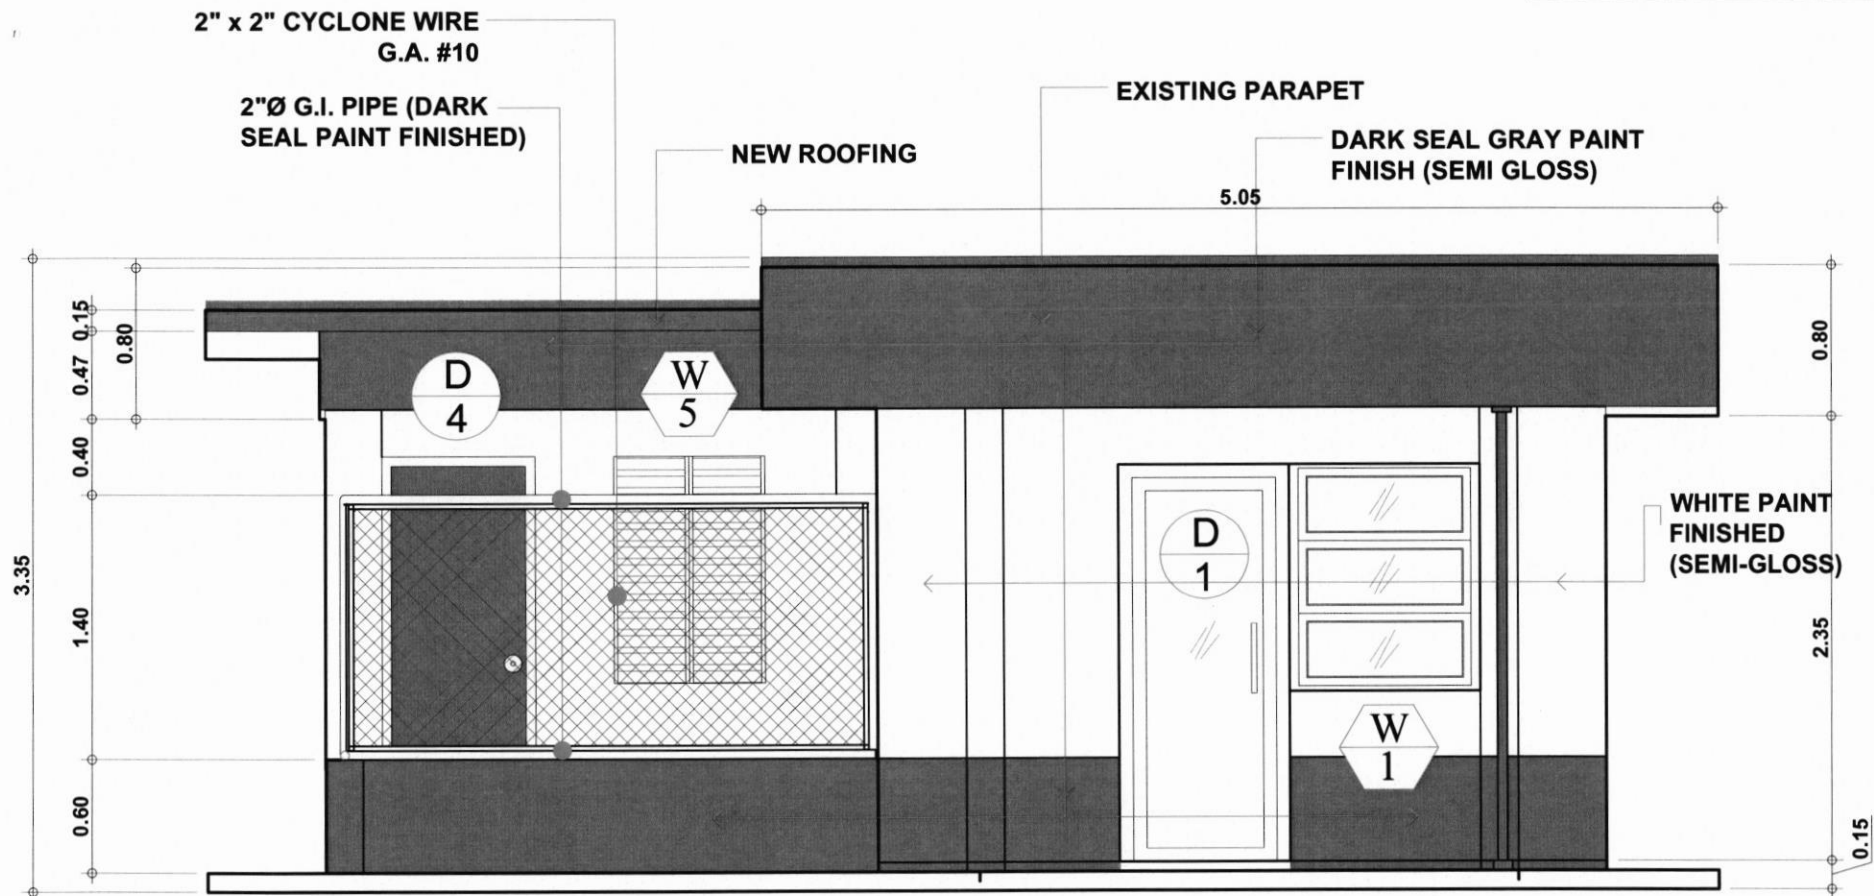 2" x 2" CYCLONE WIRE
G.A. #10
2"Ø G.I. PIPE (DARK
SEAL PAINT FINISHED)
NEW ROOFING
EXISTING PARAPET
DARK SEAL GRAY PAINT
FINISH (SEMI GLOSS)
5.05
0.15
0.80
0.47
0.40
3.35
1.40
0.60
D
4
W
5
D
1
W
1
WHITE PAINT
FINISHED
(SEMI-GLOSS)
0.80
2.35
0.15